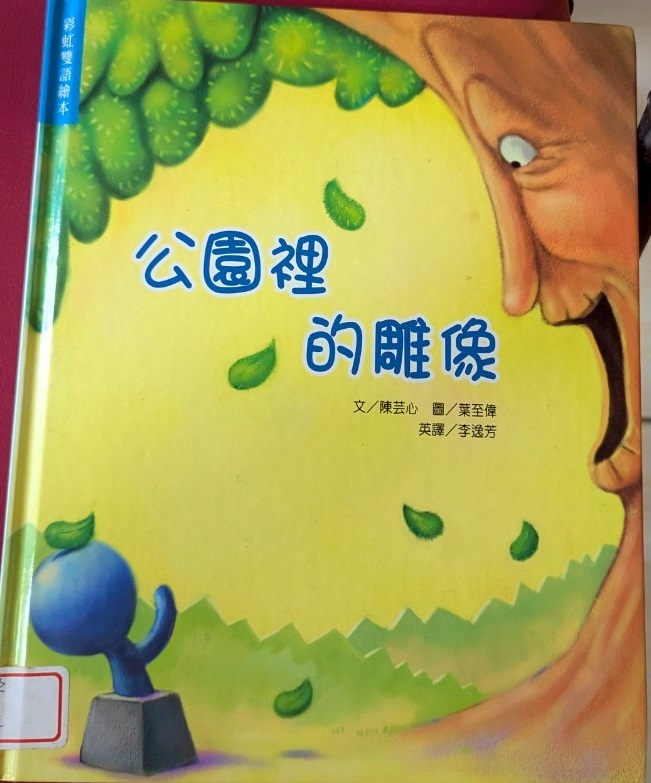 彩虹雙語繪本
公園裡
的雕像
文／陳芸心　圖／葉至偉
英譯／李逸芳